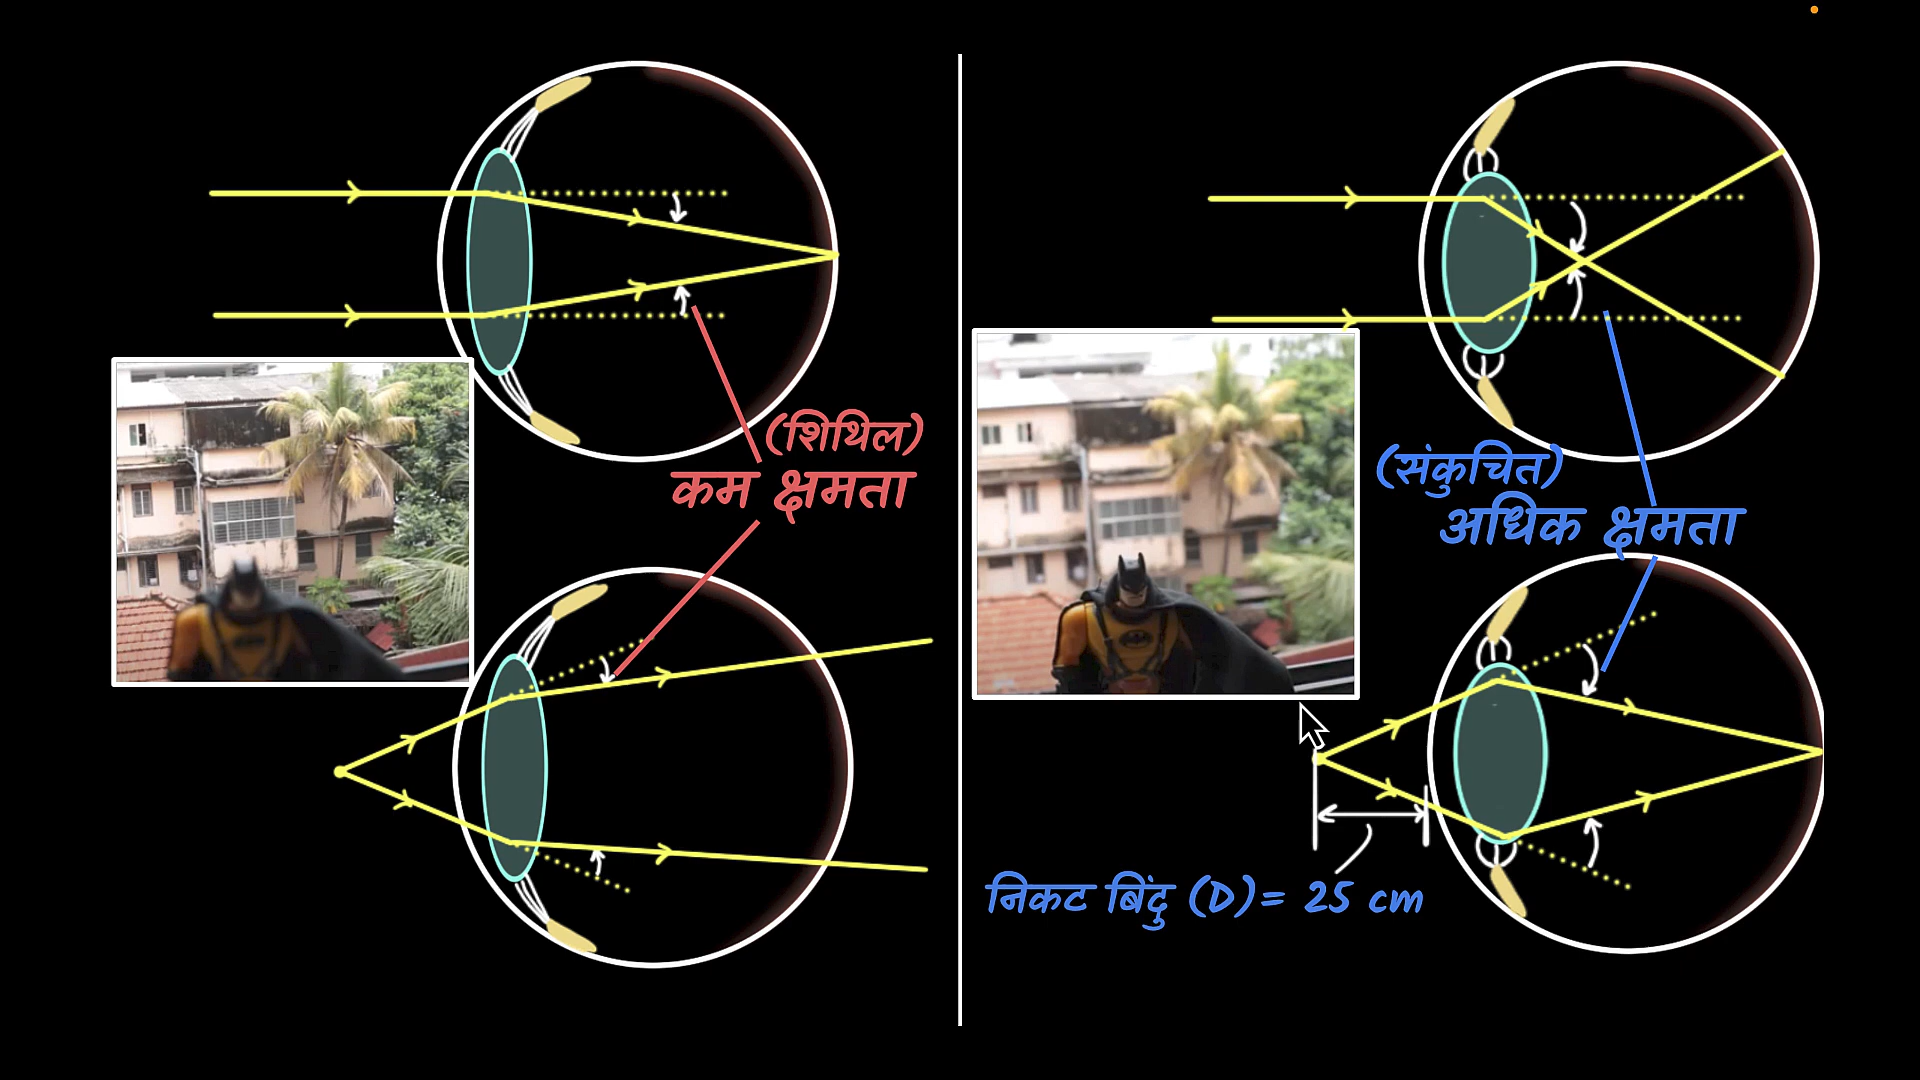 (शिथिल)
कम क्षमता
(संकुचित)
अधिक क्षमता
निकट बिंदु (D)= 25 cm